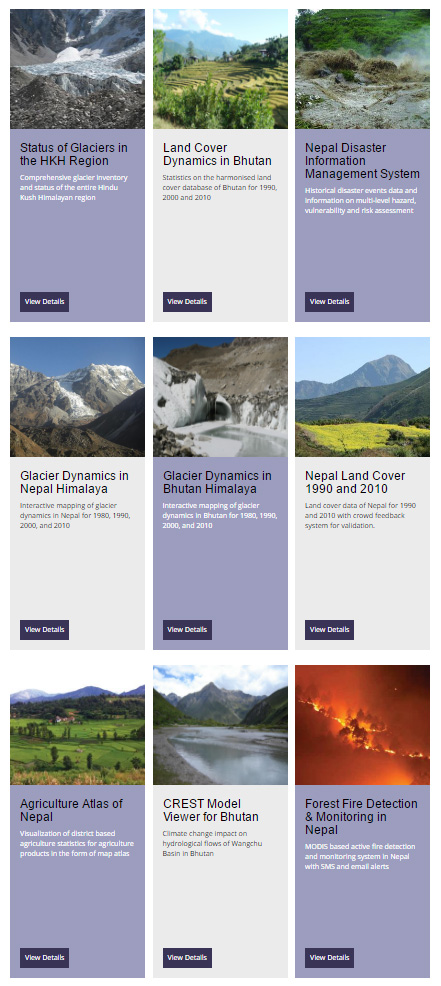 Status of Glaciers in
the HKH Region
Comprehensive glacier inventory
and status of the entire Hindu
Kush Himalayan region
View Details
Land Cover
Dynamics in Bhutan
Statistics on the harmonised land
cover database of Bhutan for 1990,
2000 and 2010
View Details
Nepal Disaster
Information
Management System
Historical disaster events data and
information on multi-level hazard,
vulnerability and risk assessment
View Details
Glacier Dynamics in
Nepal Himalaya
Interactive mapping of glacier
dynamics in Nepal for 1980, 1990,
2000, and 2010
View Details
Glacier Dynamics in
Bhutan Himalaya
Interactive mapping of glacier
dynamics in Bhutan for 1980, 1990,
2000, and 2010
View Details
Nepal Land Cover
1990 and 2010
Land cover data of Nepal for 1990
and 2010 with crowd feedback
system for validation.
View Details
Agriculture Atlas of
Nepal
Visualization of district based
agriculture statistics for agriculture
products in the form of map atlas
View Details
CREST Model
Viewer for Bhutan
Climate change impact on
hydrological flows of Wangchu
Basin in Bhutan
View Details
Forest Fire Detection
& Monitoring in
Nepal
MODIS based active fire detection
and monitoring system in Nepal
with SMS and email alerts
View Details